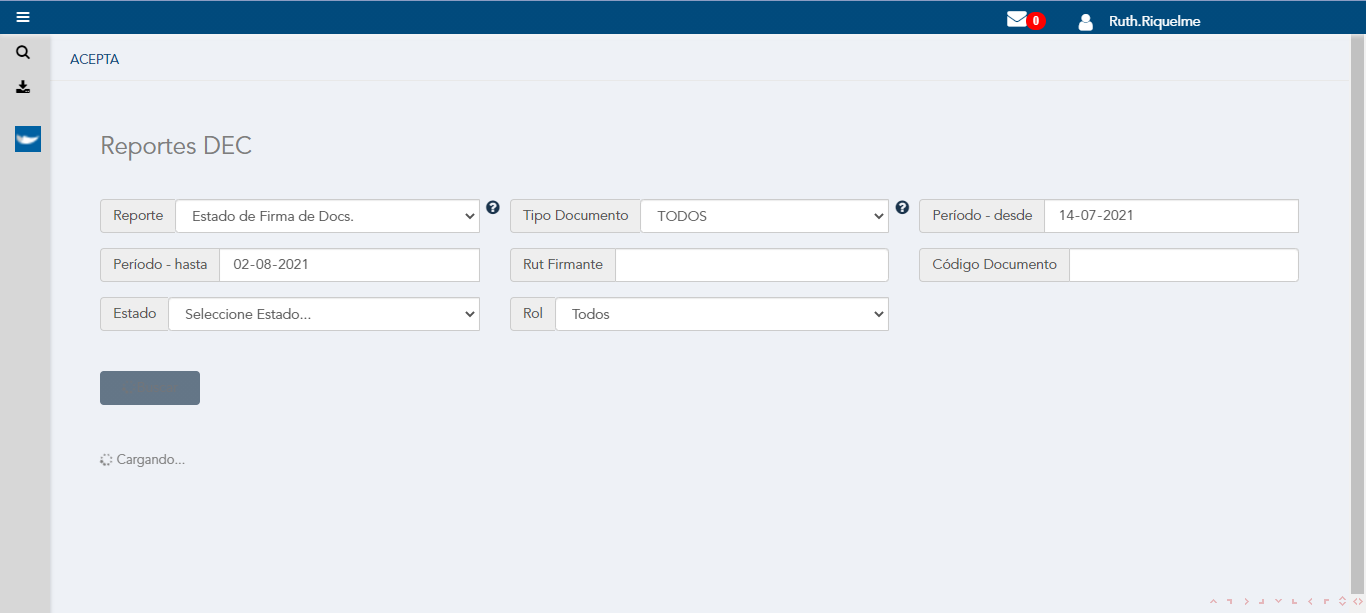 0 Ruth.Riquelme
ACEPTA
Reportes DEC
Reporte Estado de Firma de Docs. ? Tipo Documento TODOS ? Período - desde 14-07-2021
Período - hasta 02-08-2021 Rut Firmante Código Documento
Estado Seleccione Estado... Rol Todos
Cargando...